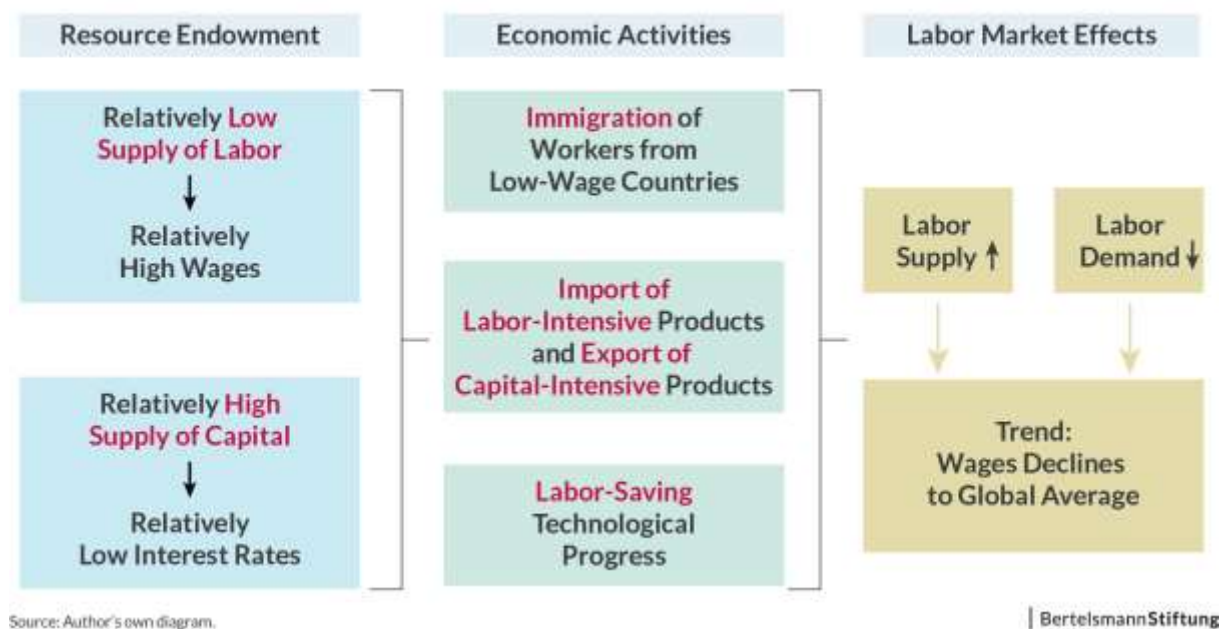 Resource Endowment
Economic Activities
Labor Market Effects
Relatively Low
Supply of Labor
Relatively
High Wages
Relatively High
Supply of Capital
Relatively
Low Interest Rates
Immigration of
Workers from
Low-Wage Countries
Import of
Labor-Intensive Products
and Export of
Capital-Intensive Products
Labor-Saving
Technological
Progress
Labor
Supply ↑
Labor
Demand ↓
Trend:
Wages Declines
to Global Average
Source: Author's own diagram.
BertelsmannStiftung